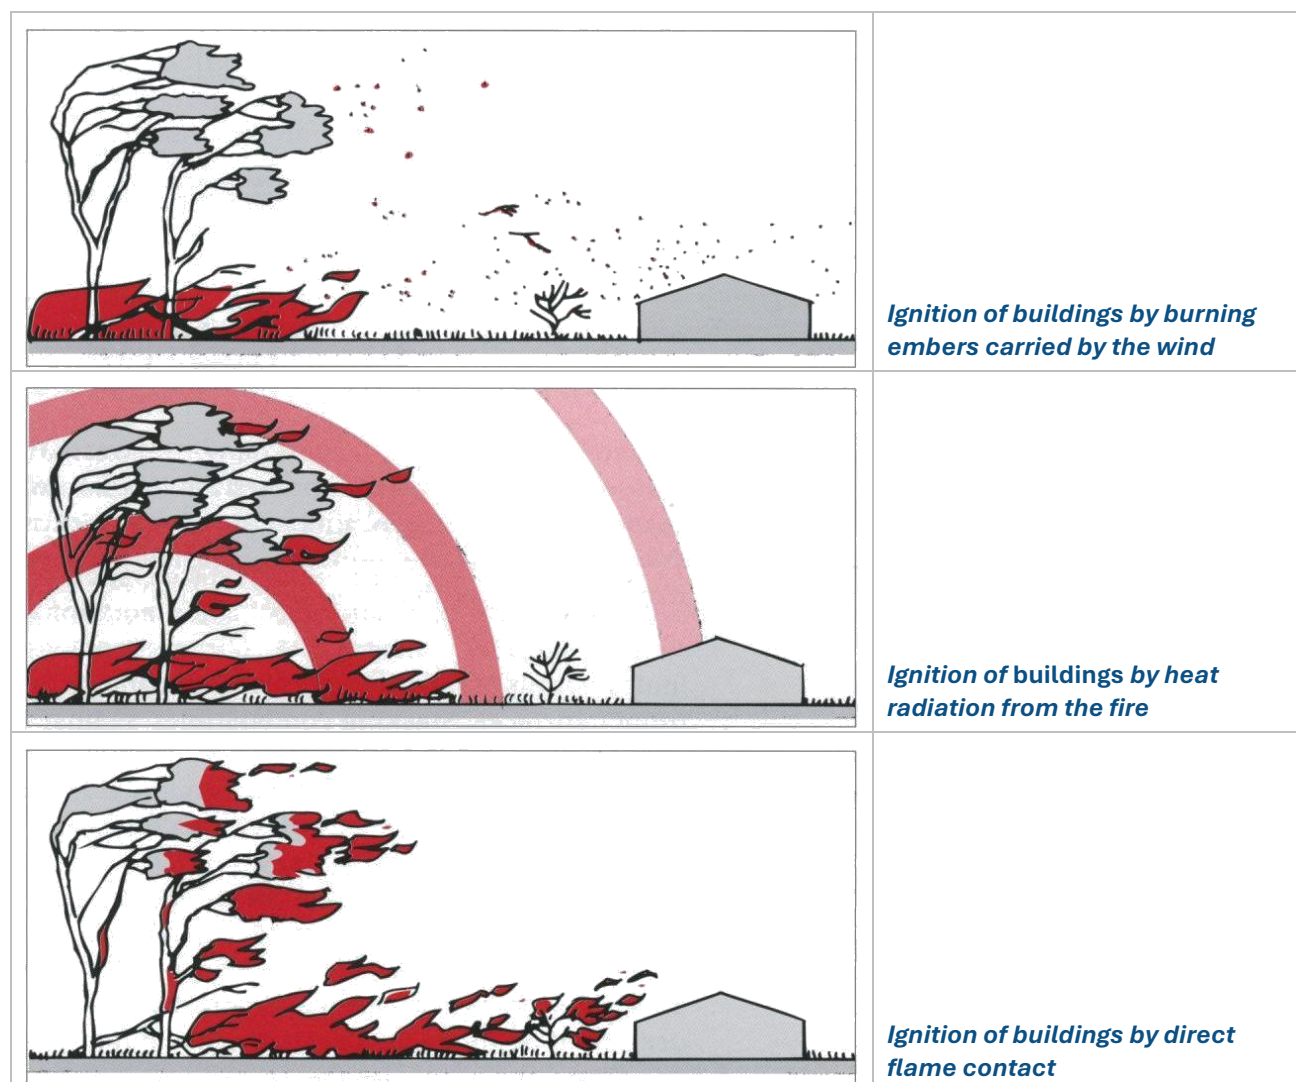 Ignition of buildings by burning
embers carried by the wind
Ignition of buildings by heat
radiation from the fire
Ignition of buildings by direct
flame contact